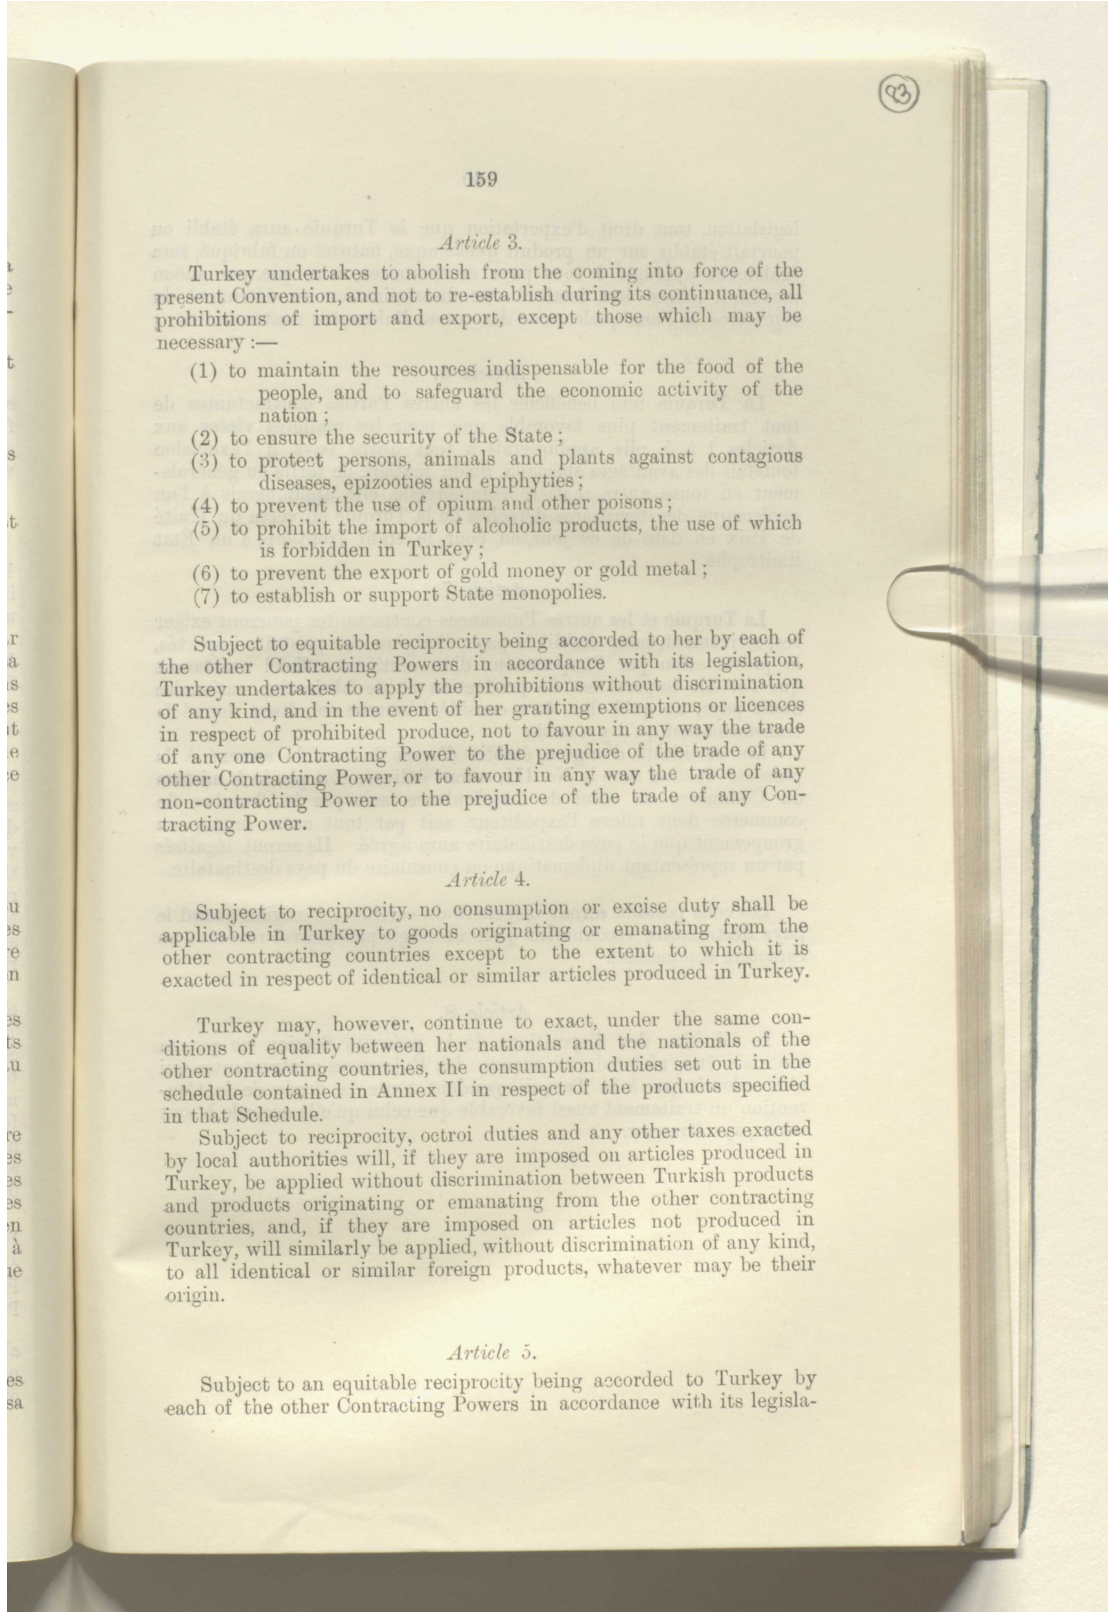 83
159
Article 3.
Turkey undertakes to abolish from the coming into force of the
present Convention, and not to re-establish during its continuance, all
prohibitions of import and export, except those which may be
necessary :—
(1) to maintain the resources indispensable for the food of the
people, and to safeguard the economic activity of the
nation ;
(2) to ensure the security of the State ;
(3) to protect persons, animals and plants against contagious
diseases, epizooties and epiphyties ;
(4) to prevent the use of opium and other poisons ;
(5) to prohibit the import of alcoholic products, the use of which
is forbidden in Turkey ;
(6) to prevent the export of gold money or gold metal ;
(7) to establish or support State monopolies.
Subject to equitable reciprocity being accorded to her by each of
the other Contracting Powers in accordance with its legislation,
Turkey undertakes to apply the prohibitions without discrimination
of any kind, and in the event of her granting exemptions or licences
in respect of prohibited produce, not to favour in any way the trade
of any one Contracting Power to the prejudice of the trade of any
other Contracting Power, or to favour in any way the trade of any
non-contracting Power to the prejudice of the trade of any Con-
tracting Power.
Article 4.
Subject to reciprocity, no consumption or excise duty shall be
applicable in Turkey to goods originating or emanating from the
other contracting countries except to the extent to which it is
exacted in respect of identical or similar articles produced in Turkey.
Turkey may, however, continue to exact, under the same con-
ditions of equality between her nationals and the nationals of the
other contracting countries, the consumption duties set out in the
schedule contained in Annex II in respect of the products specified
in that Schedule.
Subject to reciprocity, octroi duties and any other taxes exacted
by local authorities will, if they are imposed on articles produced in
Turkey, be applied without discrimination between Turkish products
and products originating or emanating from the other contracting
countries, and, if they are imposed on articles not produced in
Turkey, will similarly be applied, without discrimination of any kind,
to all identical or similar foreign products, whatever may be their
origin.
Article 5.
Subject to an equitable reciprocity being accorded to Turkey by
each of the other Contracting Powers in accordance with its legisla-